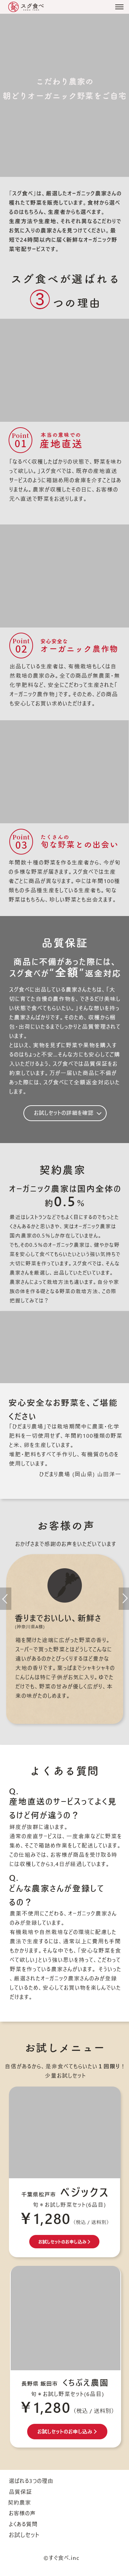 スグ食べ
こだわり農家の
朝どりオーガニック野菜をご自宅
『スグ食べ』は、厳選したオーガニック農家さんの
穫れたて野菜を販売しています。食材から選べ
るのはもちろん、生産者からも選べます。
生産方法や生産地、それぞれ異なるこだわりで
お気に入りの農家さんを見つけてください。最
短で24時間以内に届く新鮮なオーガニック野
菜宅配サービスです。
スグ食べが選ばれる
3つの理由
Point
01
本当の意味での
産地直送
「なるべく収穫したばかりの状態で、野菜を味わ
って欲しい。」スグ食べでは、既存の産地直送
サービスのように複数箇所の倉庫を介すことはあ
りません。農家が収穫したその日に、お客様の
元へ直送で野菜をお送りします。
Point
02
安心安全な
オーガニック農作物
出品している生産者は、有機栽培もしくは自
然栽培の農家のみ。全ての商品が無農薬・無
化学肥料など、安全にこだわり生産された「
オーガニック農作物」です。そのため、どの商品
も安心してお買い求めいただけます。
Point
03
たくさんの
旬な野菜との出会い
年間数十種の野菜を作る生産者から、今が旬
の多様な野菜が届きます。スグ食べでは生産
者ごとに商品が異なります。中には年間100種
類もの多品種生産をしている生産者も。旬な
野菜はもちろん、珍しい野菜とも出会えます。
品質保証
商品に不備があった際には、
スグ食べが“全額”返金対応
スグ食べに出品している農家さんたちは、「大
切に育てた自慢の農作物を、できるだけ美味し
い状態で食べてもらいたい。」そんな想いを持っ
た農家さんばかりです。そのため、収穫から梱
包・出荷にいたるまでしっかりと品質管理されて
います。
とはいえ、実物を見ずに野菜や果物を購入す
るのはちょっと不安…そんな方にも安心してご購
入いただけるよう、スグ食べでは品質保証をお
約束しています。万が一届いた商品に不備があ
った際には、スグ食べにて全額返金対応いたし
ます。
お試しセットの詳細を確認
契約農家
オーガニック農家は国内全体の
約0.5%
最近はレストランやスーパーでよく目にするのでもっとた
くさんあるかと思いきや、実はオーガニック農家は
国内農家の0.5%しか存在していません。
でもその0.5%のオーガニック農家は、健やかな野
菜を安心して食べてもらいたいという強い気持ちで
大切に野菜を作っています。スグ食べでは、そんな
農家さんを厳選し、出品していただいています。
農家さんによって栽培方法も違います。自分や家
族の体を作る糧となる野菜の栽培方法、この際
把握してみては?
安心安全なお野菜を、ご堪能
ください
「ひだまり農場」では栽培期間中に農薬・化学
肥料を一切使用せず、年間約100種類の野菜
と米、卵を生産しています。
堆肥・肥料もすべて手作りし、有機質のものを
使用しています。
ひだまり農場 (岡山県) 山田洋一
お客様の声
おかげさまで感謝のお声をいただいています
香りまでおいしい、新鮮さ
(神奈川県A様)
箱を開けた途端に広がった野菜の香り。
スーパーで買った野菜とはどうしてこんなに
違いがあるのかとびっくりするほど豊かな
大地の香りです。葉っぱまでシャキシャキの
にんじんは特に子供がお気に入り。ゆでた
だけでも、野菜の甘みが優しく広がり、本
来の味がたのしめます。
よくある質問
Q.
産地直送のサービスってよく見
るけど何が違うの?
鮮度が抜群に違います。
通常の産直サービスは、一度倉庫などに野菜を
集め、そこで箱詰め作業をもして配送しています。
この仕組みでは、お客様が商品を受け取る時
には収穫してから3,4日が経過しています。
Q.
どんな農家さんが登録して
るの?
農薬不使用にこだわる、オーガニック農家さん
のみが登録しています。
有機栽培や自然栽培などの環境に配慮した
農法で生産するには、通常以上に費用も手間
もかかります。そんな中でも、「安心な野菜を食
べて欲しい」という強い思いを持って、こだわって
野菜を作っている農家さんがいます。 そういった
、厳選されたオーガニック農家さんのみが登録
しているため、安心してお買い物を楽しんでいた
だけます。
お試しメニュー
自信があるから、是非食べてもらいたい1回限り!
少量お試しセット
千葉県松戸市 ベジックス
旬*お試し野菜セット(6品目)
¥1,280 (税込 / 送料別)
お試しセットのお申し込み
長野県 飯田市 くちぶえ農園
旬*お試し野菜セット(6品目)
¥1,280 (税込 / 送料別)
お試しセットのお申し込み
選ばれる3つの理由
品質保証
契約農家
お客様の声
よくある質問
お試しセット
©すぐ食べ.inc